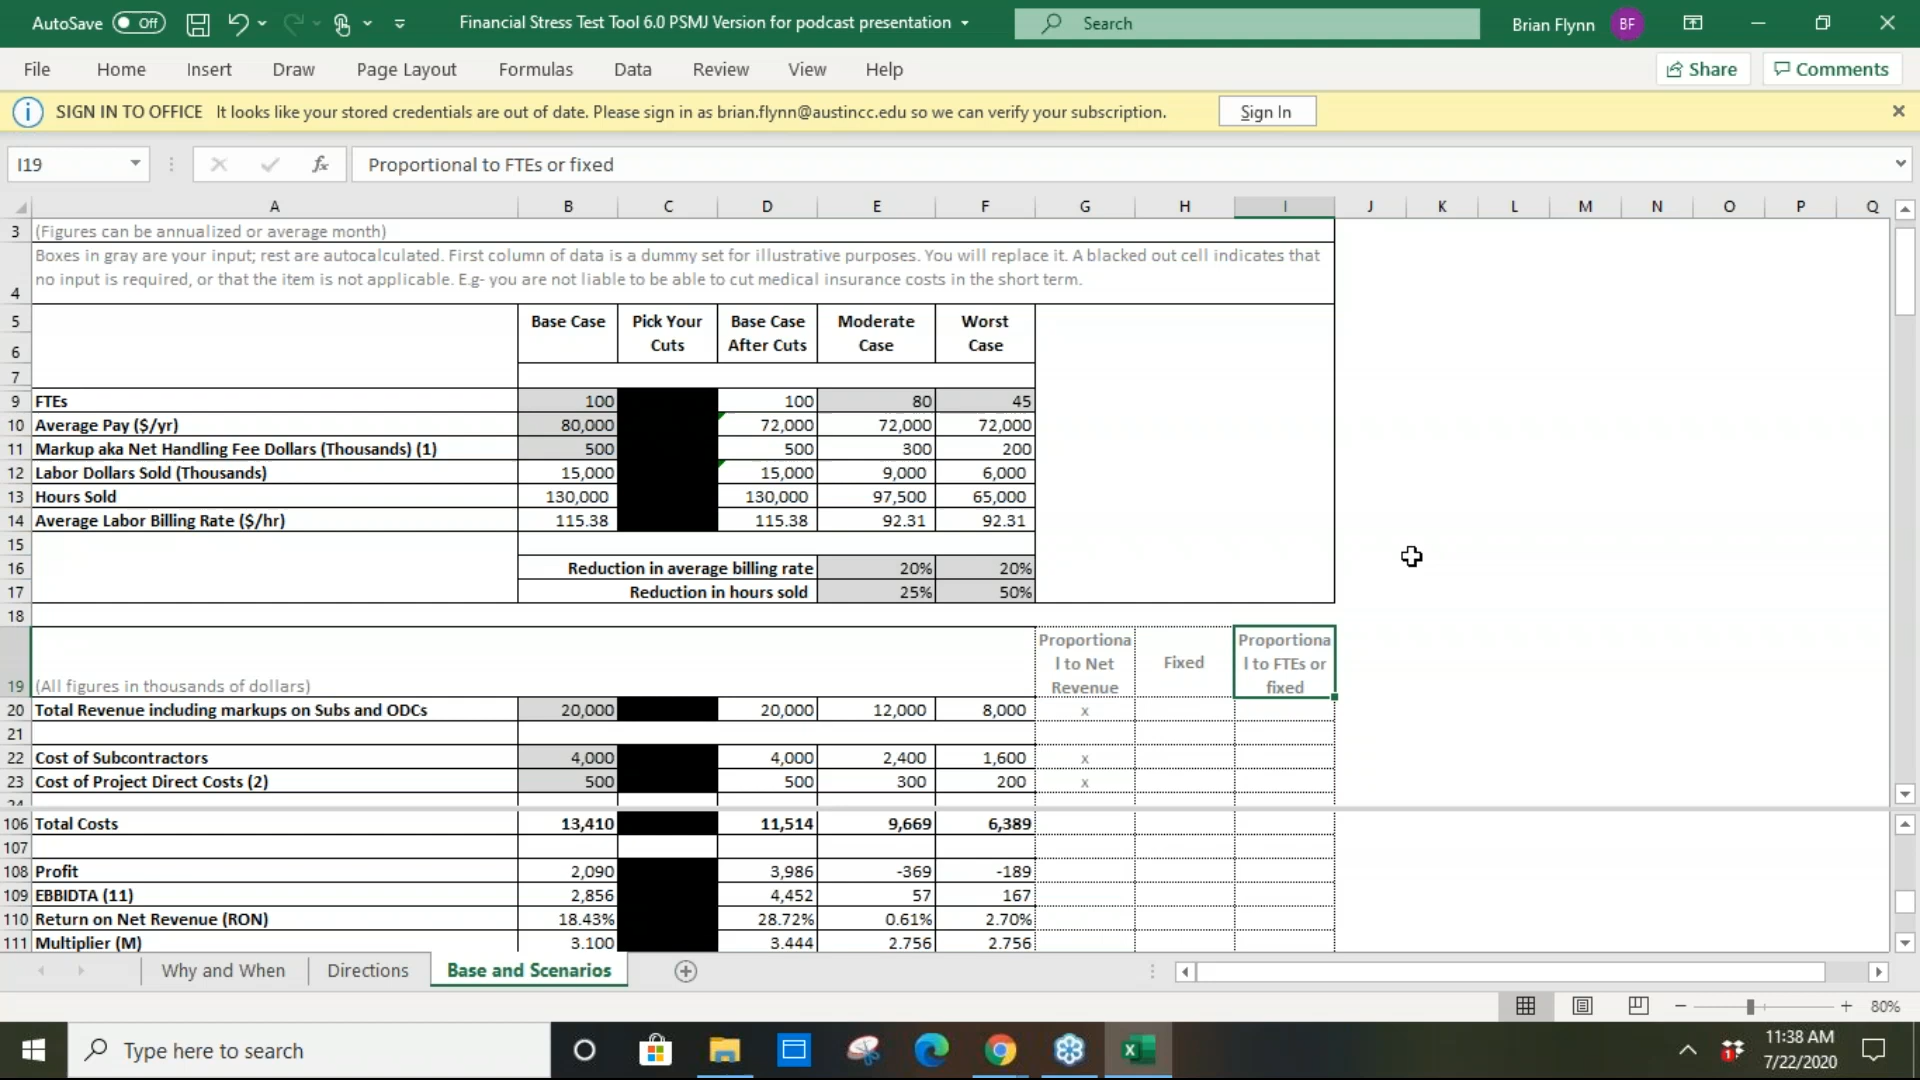 AutoSave Off Financial Stress Test Tool 6.0 PSMJ Version for podcast presentation Search Brian Flynn BF
File Home Insert Draw Page Layout Formulas Data Review View Help Share Comments
SIGN IN TO OFFICE It looks like your stored credentials are out of date. Please sign in as brian.flynn@austincc.edu so we can verify your subscription. Sign In
I19 fx Proportional to FTEs or fixed
A B C D E F G H I J K L M N O P Q
3 (Figures can be annualized or average month)
Boxes in gray are your input; rest are autocalculated. First column of data is a dummy set for illustrative purposes. You will replace it. A blacked out cell indicates that
4 no input is required, or that the item is not applicable. E.g- you are not liable to be able to cut medical insurance costs in the short term.
5 Base Case Pick Your Base Case Moderate Worst
6 Cuts After Cuts Case Case
7
9 FTEs 100 100 80 45
10 Average Pay ($/yr) 80,000 72,000 72,000 72,000
11 Markup aka Net Handling Fee Dollars (Thousands) (1) 500 500 300 200
12 Labor Dollars Sold (Thousands) 15,000 15,000 9,000 6,000
13 Hours Sold 130,000 130,000 97,500 65,000
14 Average Labor Billing Rate ($/hr) 115.38 115.38 92.31 92.31
15
16 Reduction in average billing rate 20% 20%
17 Reduction in hours sold 25% 50%
18
Proportiona Proportiona
l to Net Fixed l to FTEs or
19 (All figures in thousands of dollars) Revenue fixed
20 Total Revenue including markups on Subs and ODCs 20,000 20,000 12,000 8,000 x
21
22 Cost of Subcontractors 4,000 4,000 2,400 1,600 x
23 Cost of Project Direct Costs (2) 500 500 300 200 x
24
106 Total Costs 13,410 11,514 9,669 6,389
107
108 Profit 2,090 3,986 -369 -189
109 EBBIDTA (11) 2,856 4,452 57 167
110 Return on Net Revenue (RON) 18.43% 28.72% 0.61% 2.70%
111 Multiplier (M) 3.100 3.444 2.756 2.756
Why and When Directions Base and Scenarios
80%
Type here to search 1 11:38 AM
7/22/2020